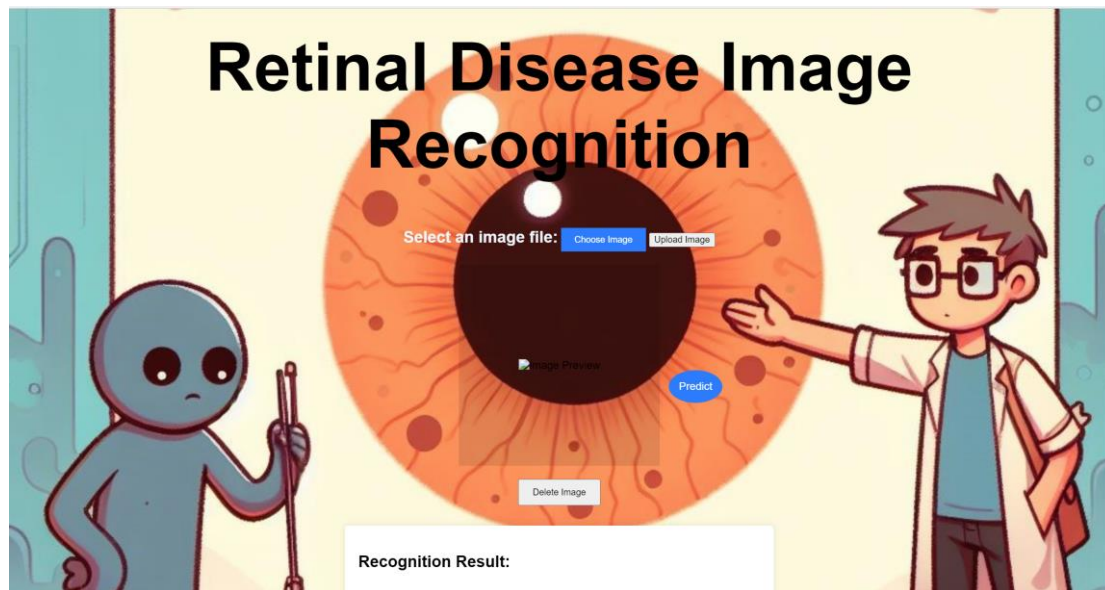 Retinal Disease Image
Recognition
Select an image file: Choose Image Upload Image
Image Preview
Predict
Delete Image
Recognition Result: